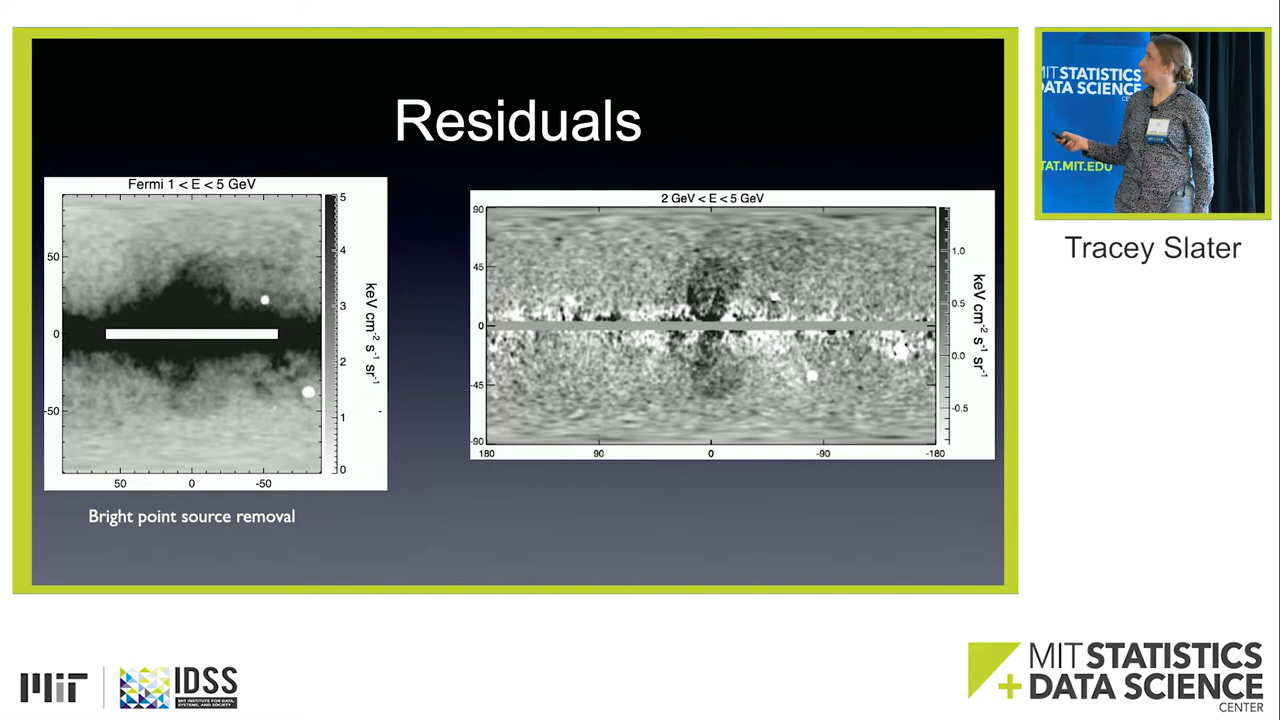 Residuals
Fermi 1 < E < 5 GeV
50
0
-50
50
0
-50
5
4
3
2
1
0
keV cm-2 s-1 sr-1
Bright point source removal
2 GeV < E < 5 GeV
90
45
0
-45
-90
180
90
0
-90
-180
1.0
0.5
0.0
-0.5
keV cm-2 s-1 sr-1
MIT STATISTICS
DATA SCIENCE
STAT.MIT.EDU
Tracey Slater
MIT
IDSS
MIT INSTITUTE FOR DATA,
SYSTEMS, AND SOCIETY
MIT STATISTICS
+ DATA SCIENCE
CENTER